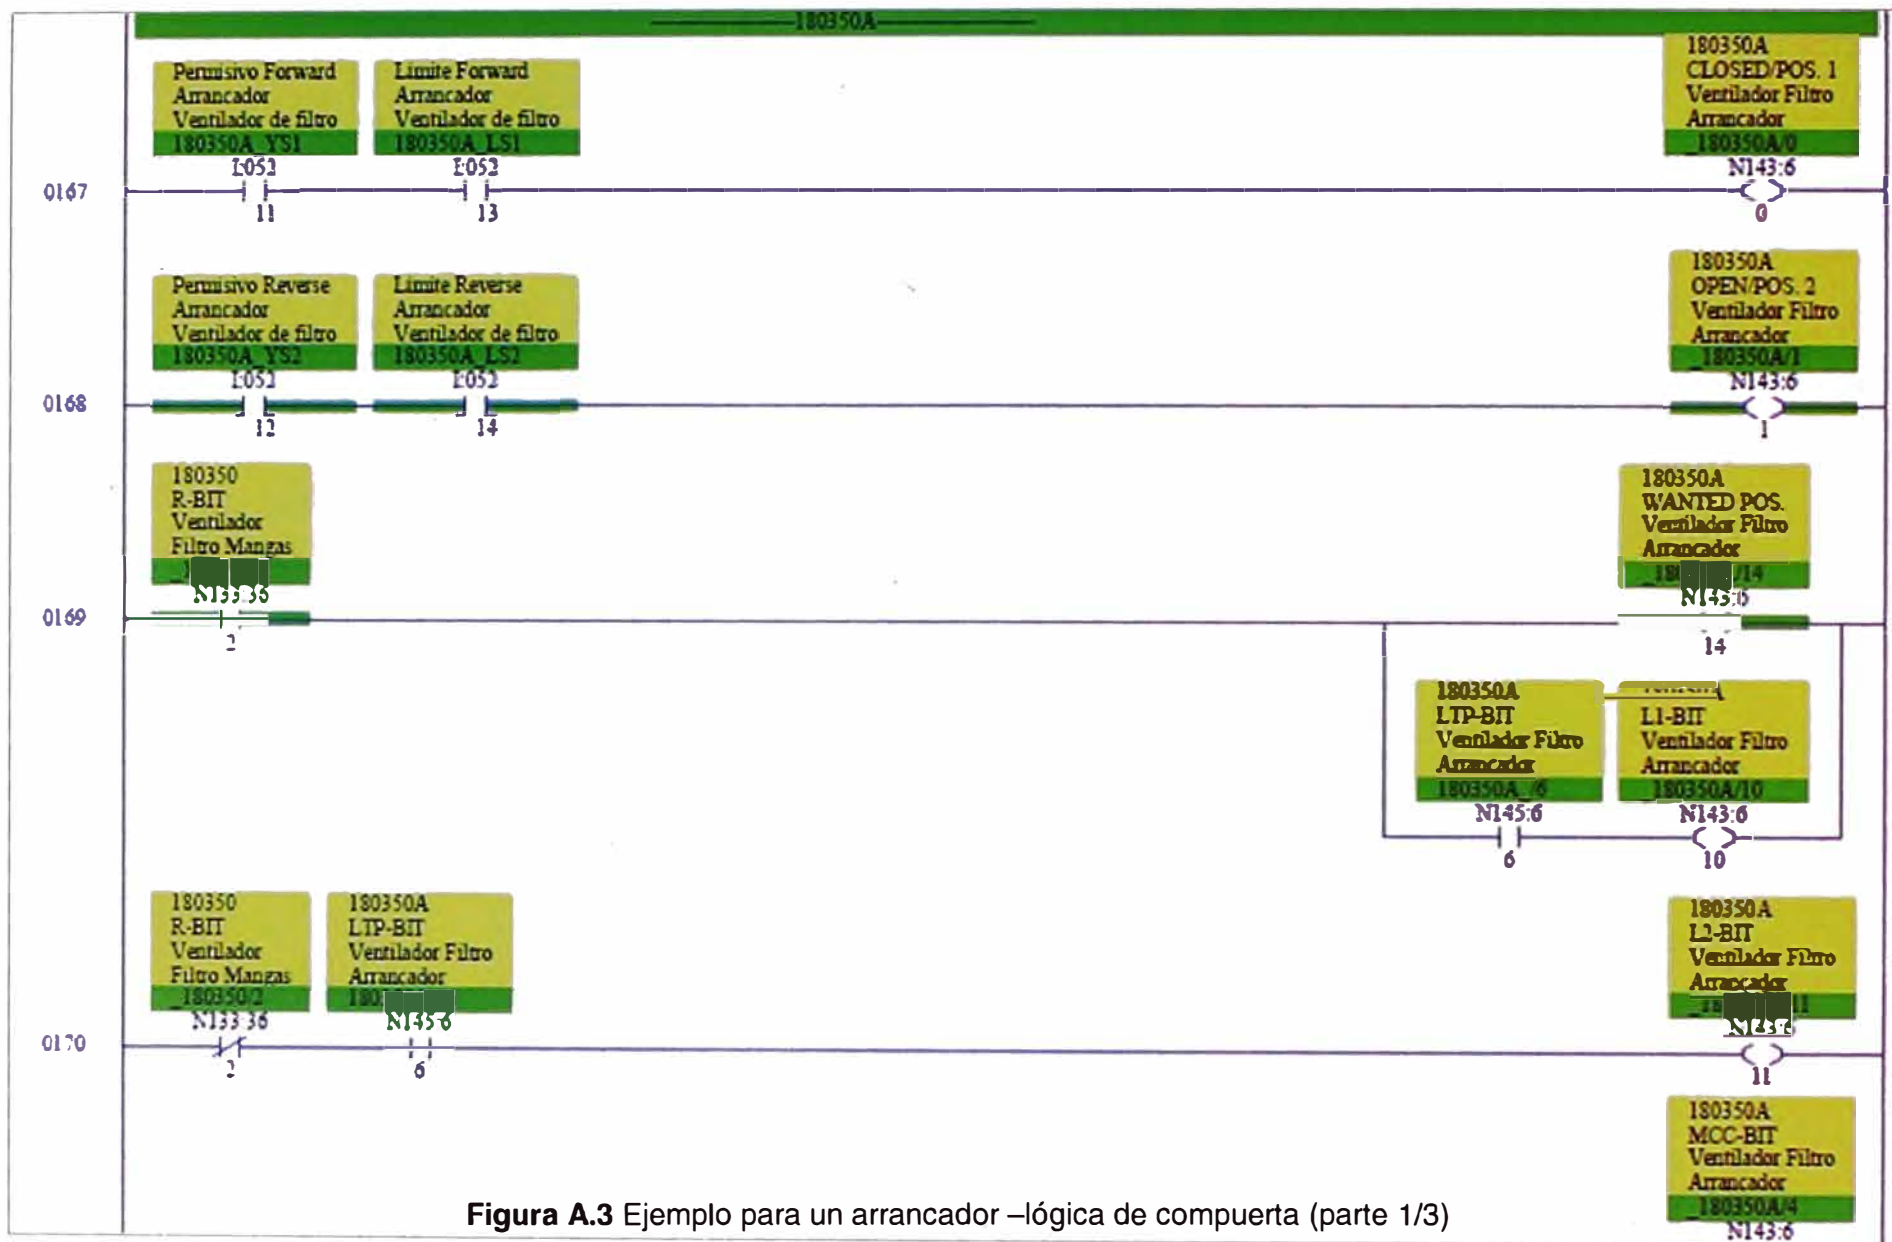 180350A
Permisivo Forward
Arrancador
Ventilador de filtro
180350A_YS1
I:052
11
Limite Forward
Arrancador
Ventilador de filtro
180350A_LS1
I:052
13
180350A
CLOSED/POS. 1
Ventilador Filtro
Arrancador
_180350A/0
N143:6
0
0167
Permisivo Reverse
Arrancador
Ventilador de filtro
180350A_YS2
I:052
12
Limite Reverse
Arrancador
Ventilador de filtro
180350A_LS2
I:052
14
180350A
OPEN/POS. 2
Ventilador Filtro
Arrancador
_180350A/1
N143:6
1
0168
180350
R-BIT
Ventilador
Filtro Mangas
N133:36
2
180350A
WANTED POS.
Ventilador Filtro
Arrancador
/14
N143:6
14
0169
180350A
LTP-BIT
Ventilador Filtro
Arrancador
180350A_/6
N145:6
6
L1-BIT
Ventilador Filtro
Arrancador
_180350A/10
N143:6
10
180350
R-BIT
Ventilador
Filtro Mangas
_180350/2
N133:36
2
180350A
LTP-BIT
Ventilador Filtro
Arrancador
N145:6
6
180350A
L2-BIT
Ventilador Filtro
Arrancador
11
0170
180350A
MCC-BIT
Ventilador Filtro
Arrancador
_180350A/4
N143:6
Figura A.3 Ejemplo para un arrancador –lógica de compuerta (parte 1/3)